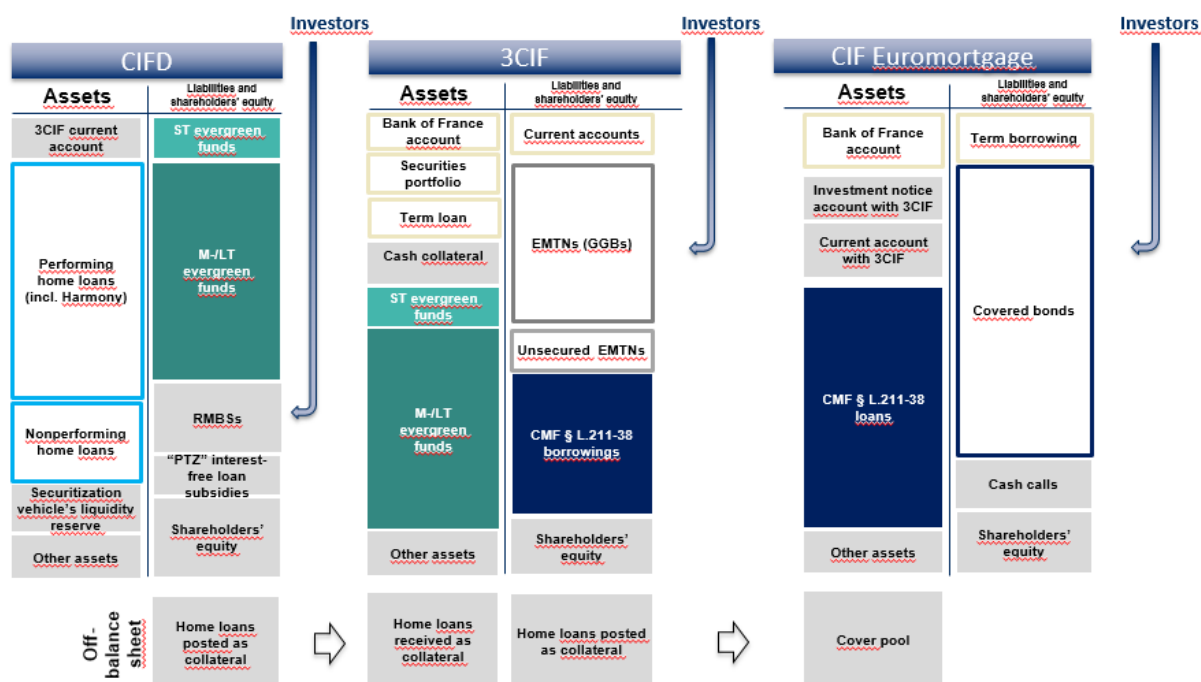 Investors
Investors
Investors
CIFD
Assets
Liabilities and
shareholders' equity
3CIF current
account
ST evergreen
funds
Performing
home loans
(incl. Harmony)
M-/LT
evergreen
funds
Nonperforming
home loans
RMBSs
“PTZ” interest-
free loan
subsidies
Securitization
vehicle's liquidity
reserve
Shareholders'
equity
Other assets
3CIF
Assets
Liabilities and
shareholders' equity
Bank of France
account
Current accounts
Securities
portfolio
Term loan
EMTNs (GGBs)
Cash collateral
ST evergreen
funds
Unsecured EMTNs
M-/LT
evergreen
funds
CMF § L.211-38
borrowings
Other assets
Shareholders'
equity
CIF Euromortgage
Assets
Liabilities and
shareholders' equity
Bank of France
account
Term borrowing
Investment notice
account with 3CIF
Current account
with 3CIF
Covered bonds
CMF § L.211-38
loans
Cash calls
Other assets
Shareholders'
equity
Off-
balance
sheet
Home loans
posted as
collateral
Home loans
received as
collateral
Home loans posted
as collateral
Cover pool